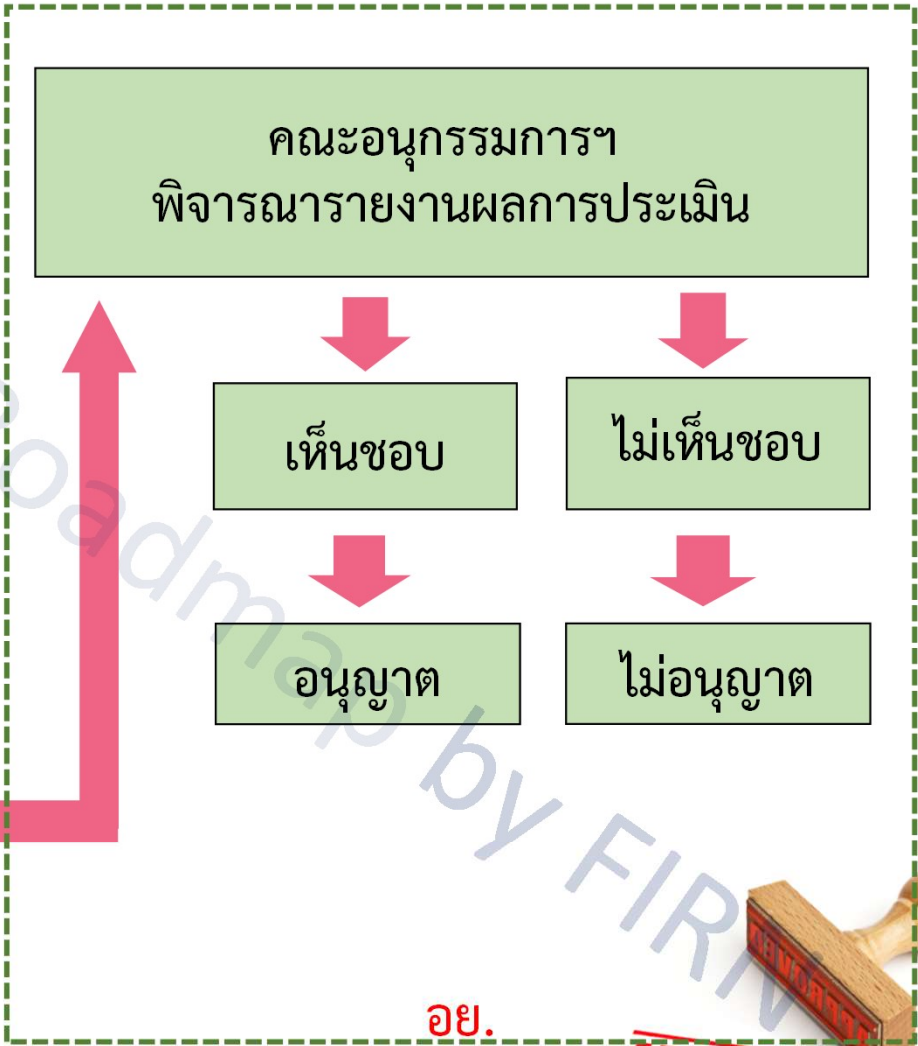 คณะอนุกรรมการฯ
พิจารณารายงานผลการประเมิน
เห็นชอบ
ไม่เห็นชอบ
อนุญาต
ไม่อนุญาต
oadmap by FIRN
อย.